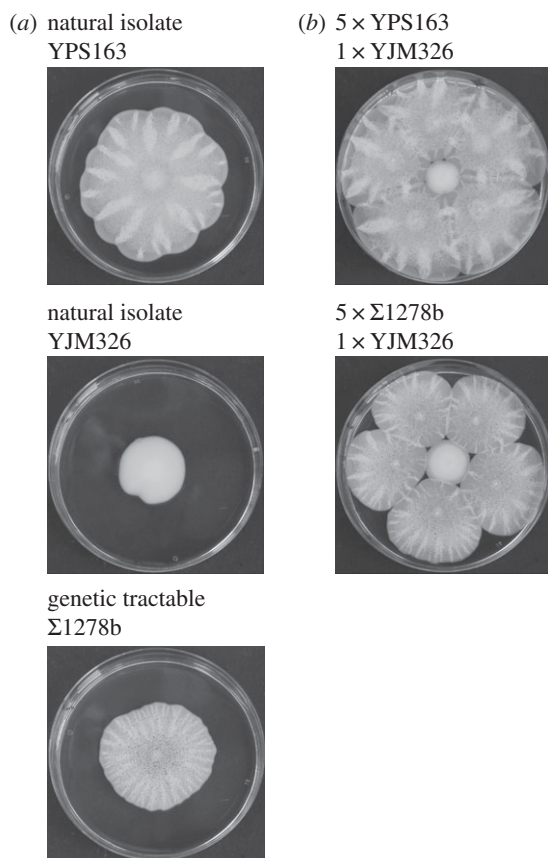 (a) natural isolate
YPS163
natural isolate
YJM326
genetic tractable
Σ1278b
(b) 5 × YPS163
1 × YJM326
5 × Σ1278b
1 × YJM326